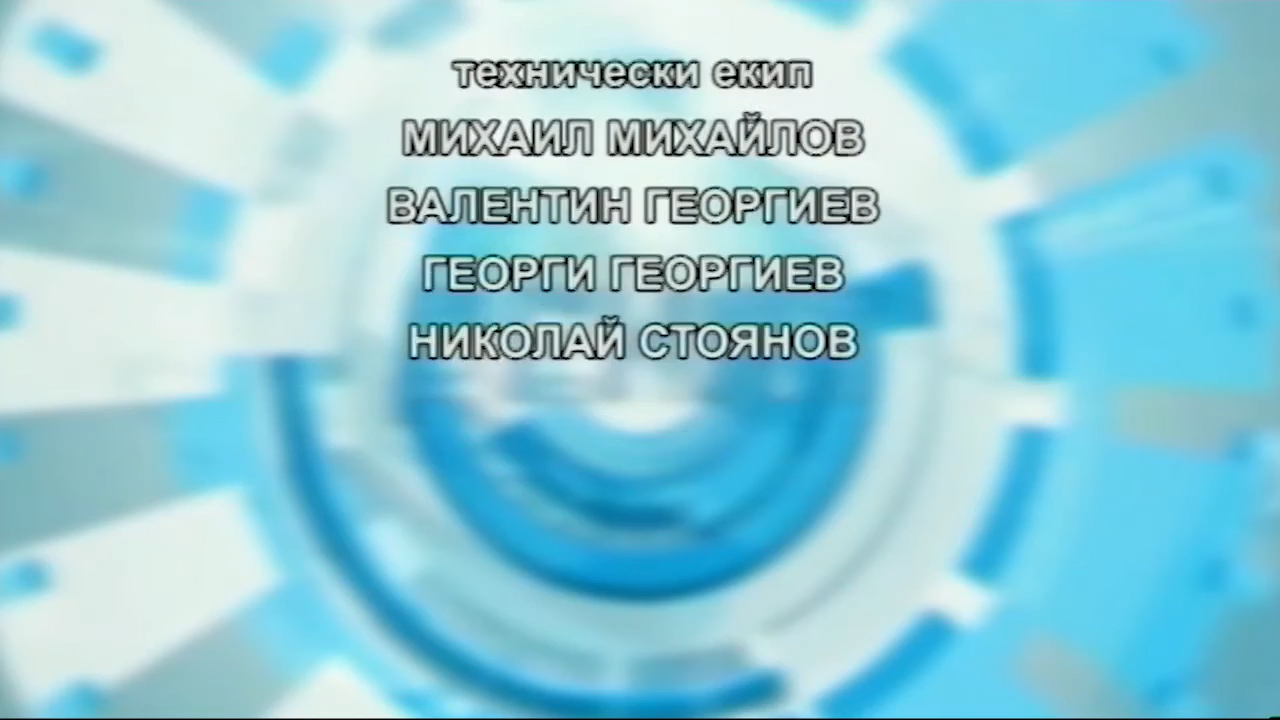 технически екип
МИХАИЛ МИХАЙЛОВ
ВАЛЕНТИН ГЕОРГИЕВ
ГЕОРГИ ГЕОРГИЕВ
НИКОЛАЙ СТОЯНОВ